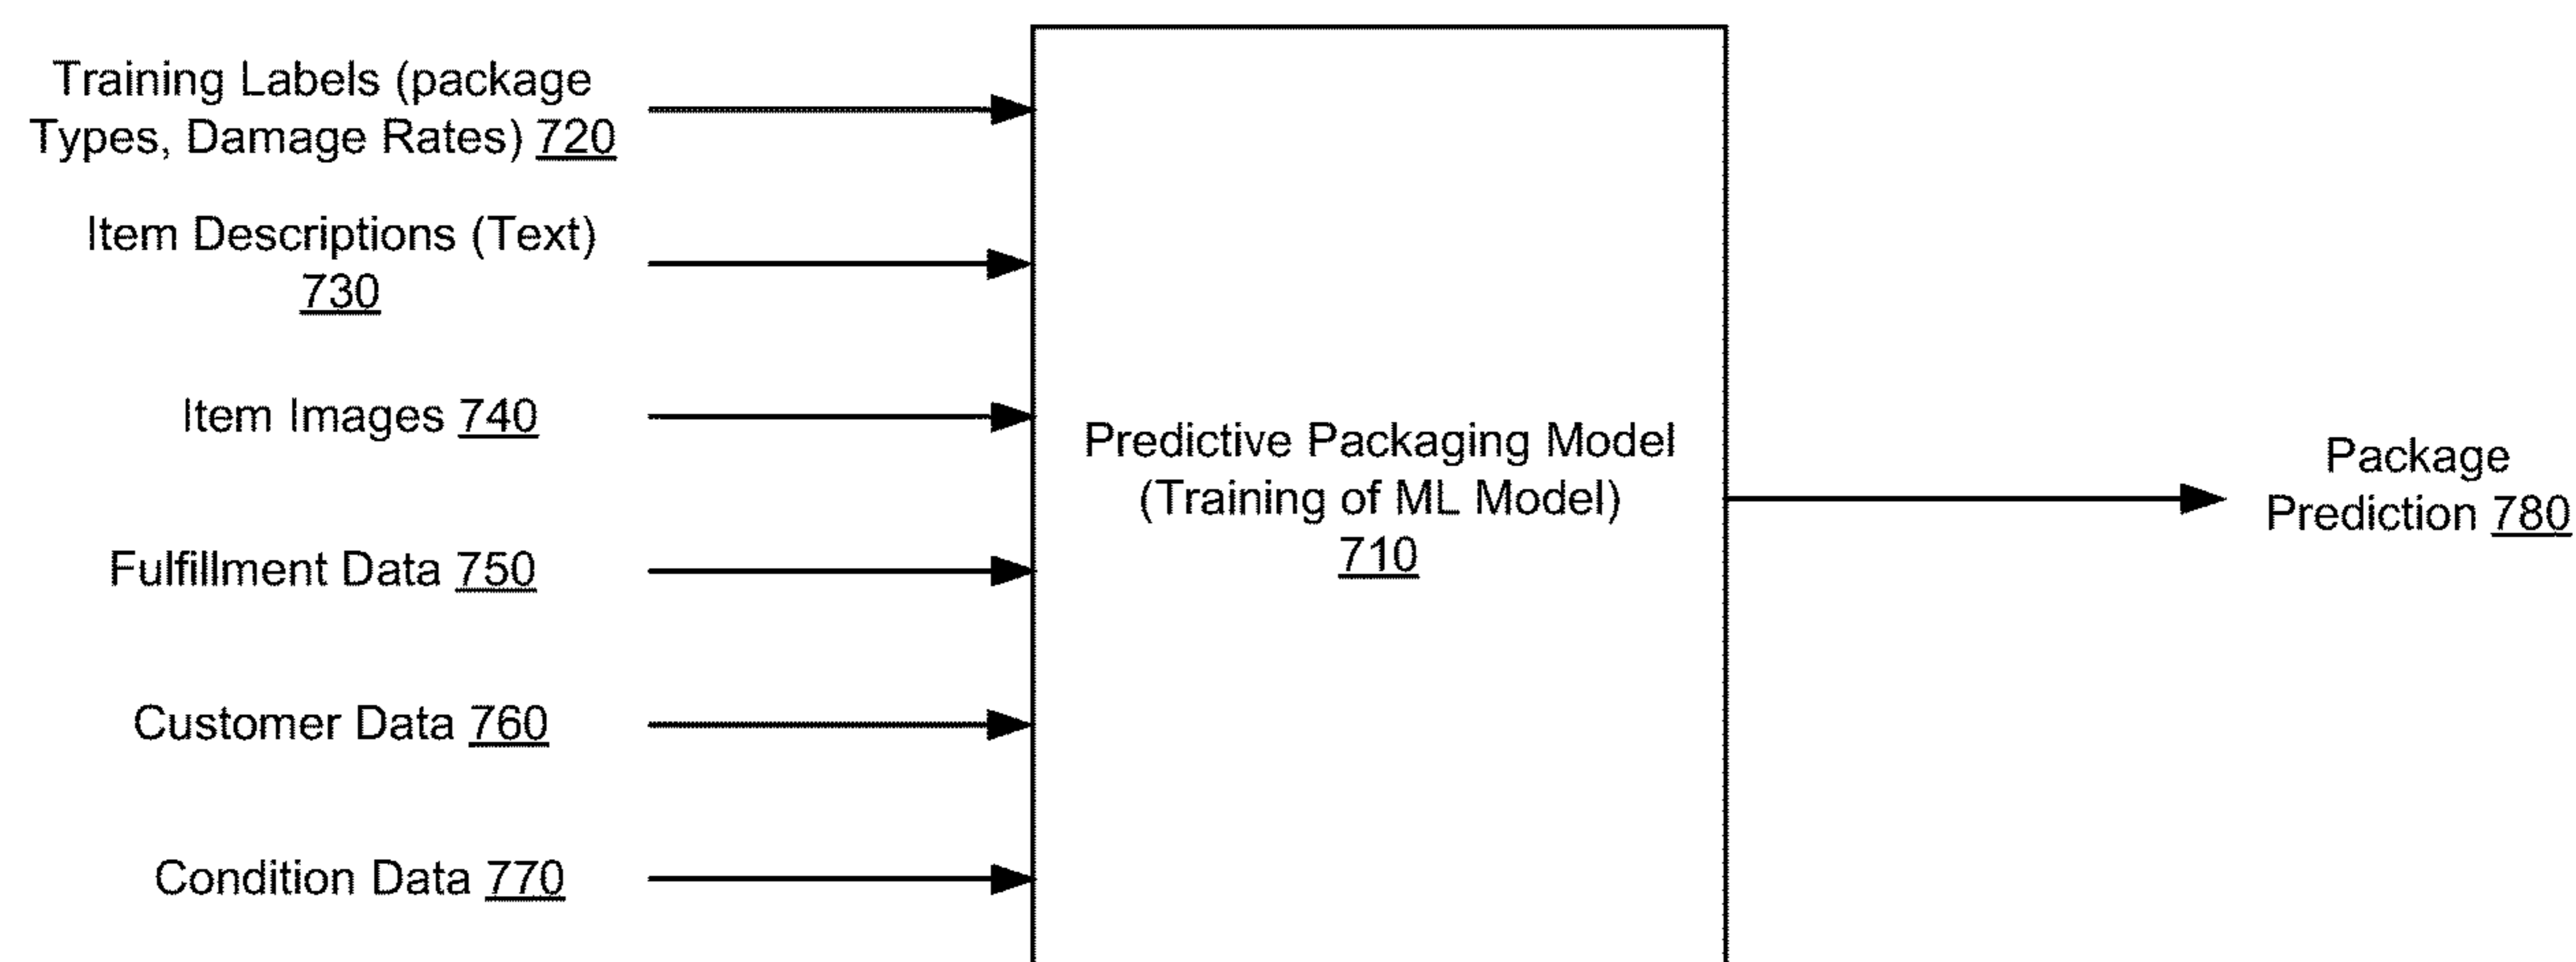 Training Labels (package
Types, Damage Rates) 720
Item Descriptions (Text)
730
Item Images 740
Fulfillment Data 750
Customer Data 760
Condition Data 770
Predictive Packaging Model
(Training of ML Model)
710
Package
Prediction 780